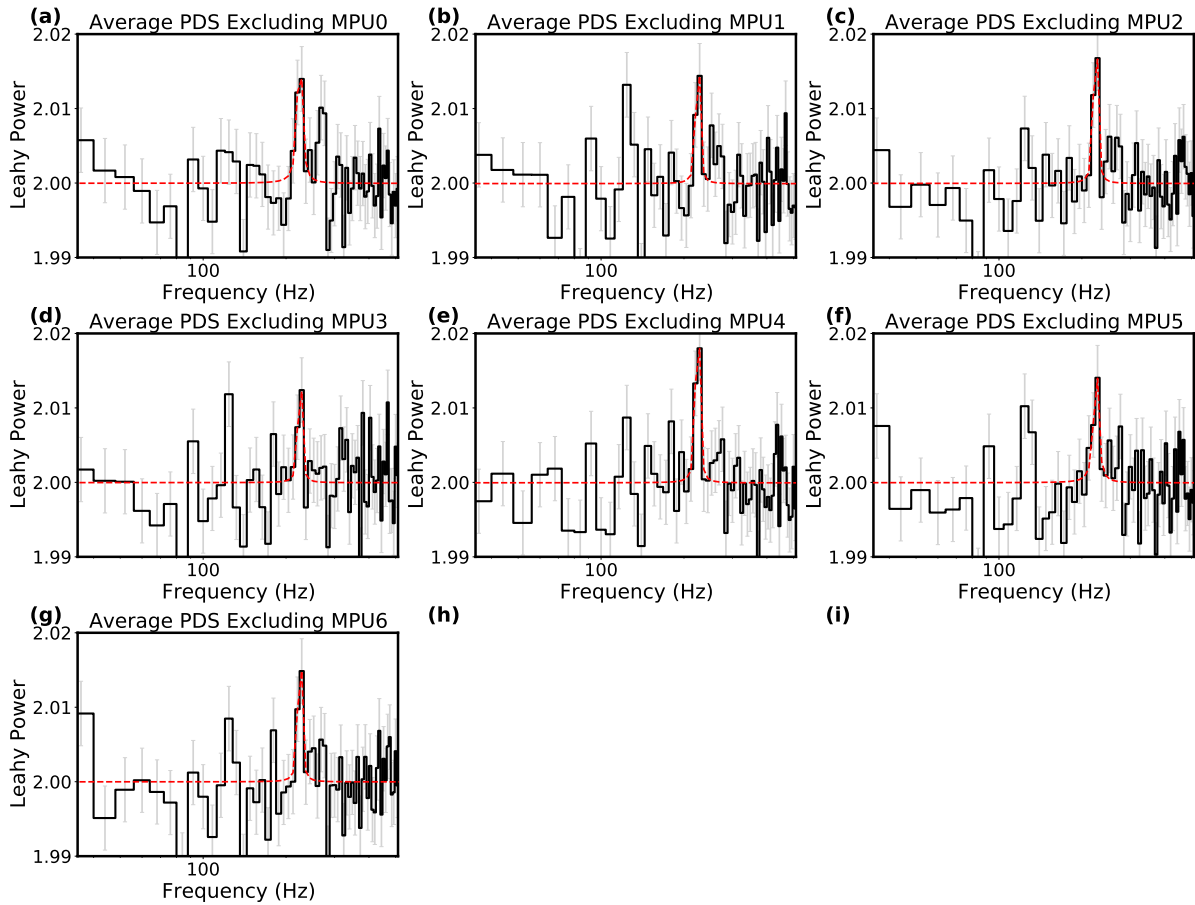 (a) Average PDS Excluding MPU0
2.02
2.01
2.00
1.99
Leahy Power
100
Frequency (Hz)
(b) Average PDS Excluding MPU1
2.02
2.01
2.00
1.99
Leahy Power
100
Frequency (Hz)
(c) Average PDS Excluding MPU2
2.02
2.01
2.00
1.99
Leahy Power
100
Frequency (Hz)
(d) Average PDS Excluding MPU3
2.02
2.01
2.00
1.99
Leahy Power
100
Frequency (Hz)
(e) Average PDS Excluding MPU4
2.02
2.01
2.00
1.99
Leahy Power
100
Frequency (Hz)
(f) Average PDS Excluding MPU5
2.02
2.01
2.00
1.99
Leahy Power
100
Frequency (Hz)
(g) Average PDS Excluding MPU6
2.02
2.01
2.00
1.99
Leahy Power
100
Frequency (Hz)
(h)
(i)